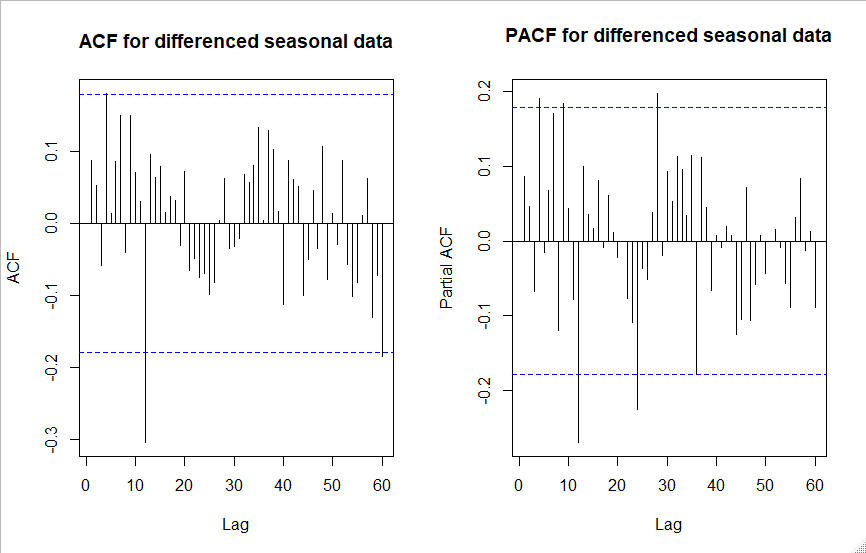 ACF for differenced seasonal data
ACF
0.1
0.0
-0.1
-0.2
-0.3
0 10 20 30 40 50 60
Lag
PACF for differenced seasonal data
Partial ACF
0.2
0.1
0.0
-0.1
-0.2
0 10 20 30 40 50 60
Lag